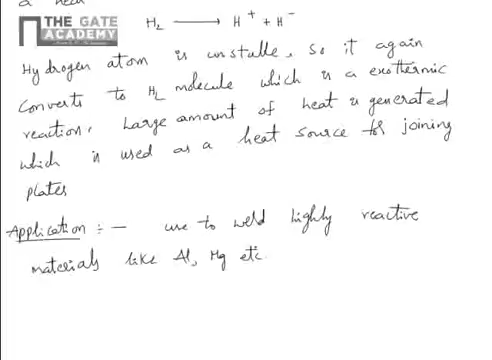 a heat
THE GATE
ACADEMY
H₂ ⟶ H⁺ + H⁻
Hydrogen atom is unstable, so it again
converts to H₂ molecule which is a exothermic
reaction. Large amount of heat is generated
which is used as a heat source for joining
plates
Application :- use to weld highly reactive
materials like Al, Mg etc.